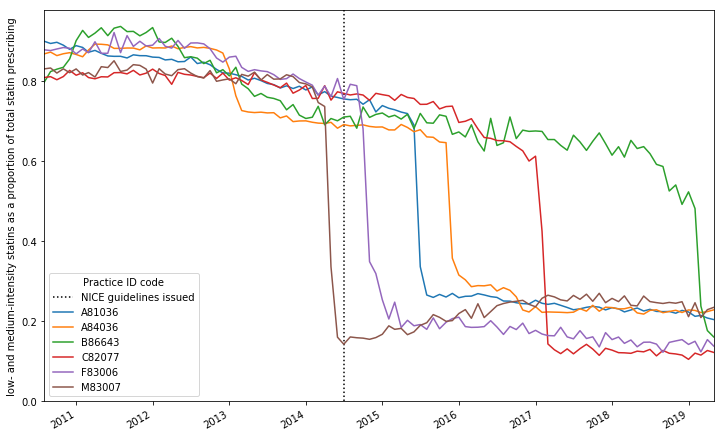 low- and medium-intensity statins as a proportion of total statin prescribing
0.8
0.6
0.4
0.2
0.0
Practice ID code
NICE guidelines issued
A81036
A84036
B86643
C82077
F83006
M83007
2011
2012
2013
2014
2015
2016
2017
2018
2019